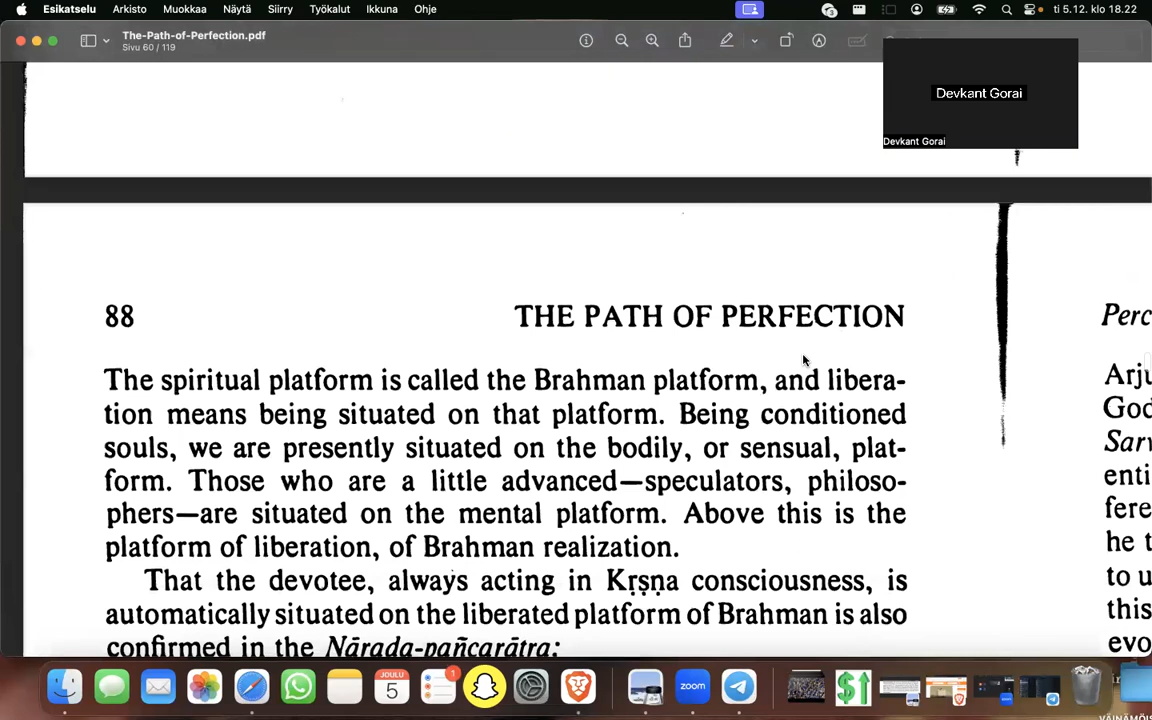 Esikatselu Arkisto Muokkaa Näytä Siirry Työkalut Ikkuna Ohje ti 5.12. klo 18.22
The-Path-of-Perfection.pdf
Sivu 60 / 119
Devkant Gorai
Devkant Gorai
88 THE PATH OF PERFECTION
The spiritual platform is called the Brahman platform, and libera-
tion means being situated on that platform. Being conditioned
souls, we are presently situated on the bodily, or sensual, plat-
form. Those who are a little advanced—speculators, philoso-
phers—are situated on the mental platform. Above this is the
platform of liberation, of Brahman realization.
That the devotee, always acting in Kṛṣṇa consciousness, is
automatically situated on the liberated platform of Brahman is also
confirmed in the Nārada-pañcarātra:
Perc
Arju
God
Sarv
enti
fere
he t
to u
this
evo
JOULU
5
1
zoom